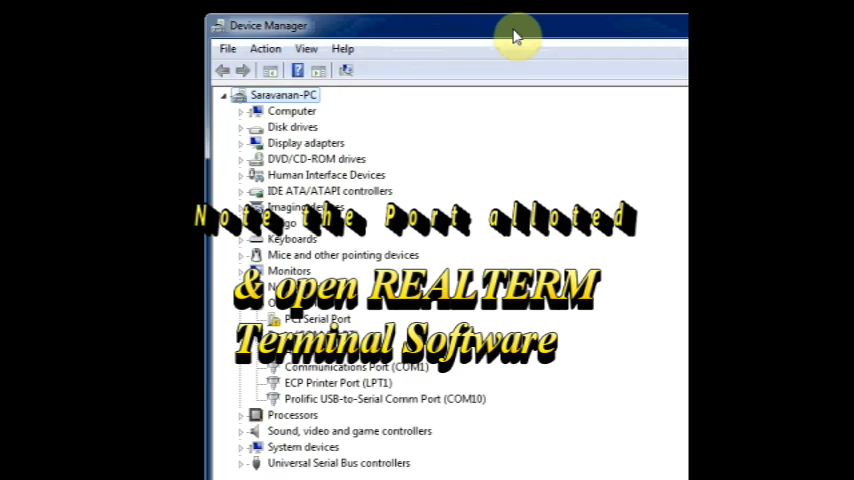 Device Manager
File Action View Help
Saravanan-PC
Computer
Disk drives
Display adapters
DVD/CD-ROM drives
Human Interface Devices
IDE ATA/ATAPI controllers
Imaging devices
Note the Port alloted
Keyboards
Mice and other pointing devices
Monitors
& open REALTERM
PCI Serial Port
Terminal Software
Communications Port (COM1)
ECP Printer Port (LPT1)
Prolific USB-to-Serial Comm Port (COM10)
Processors
Sound, video and game controllers
System devices
Universal Serial Bus controllers